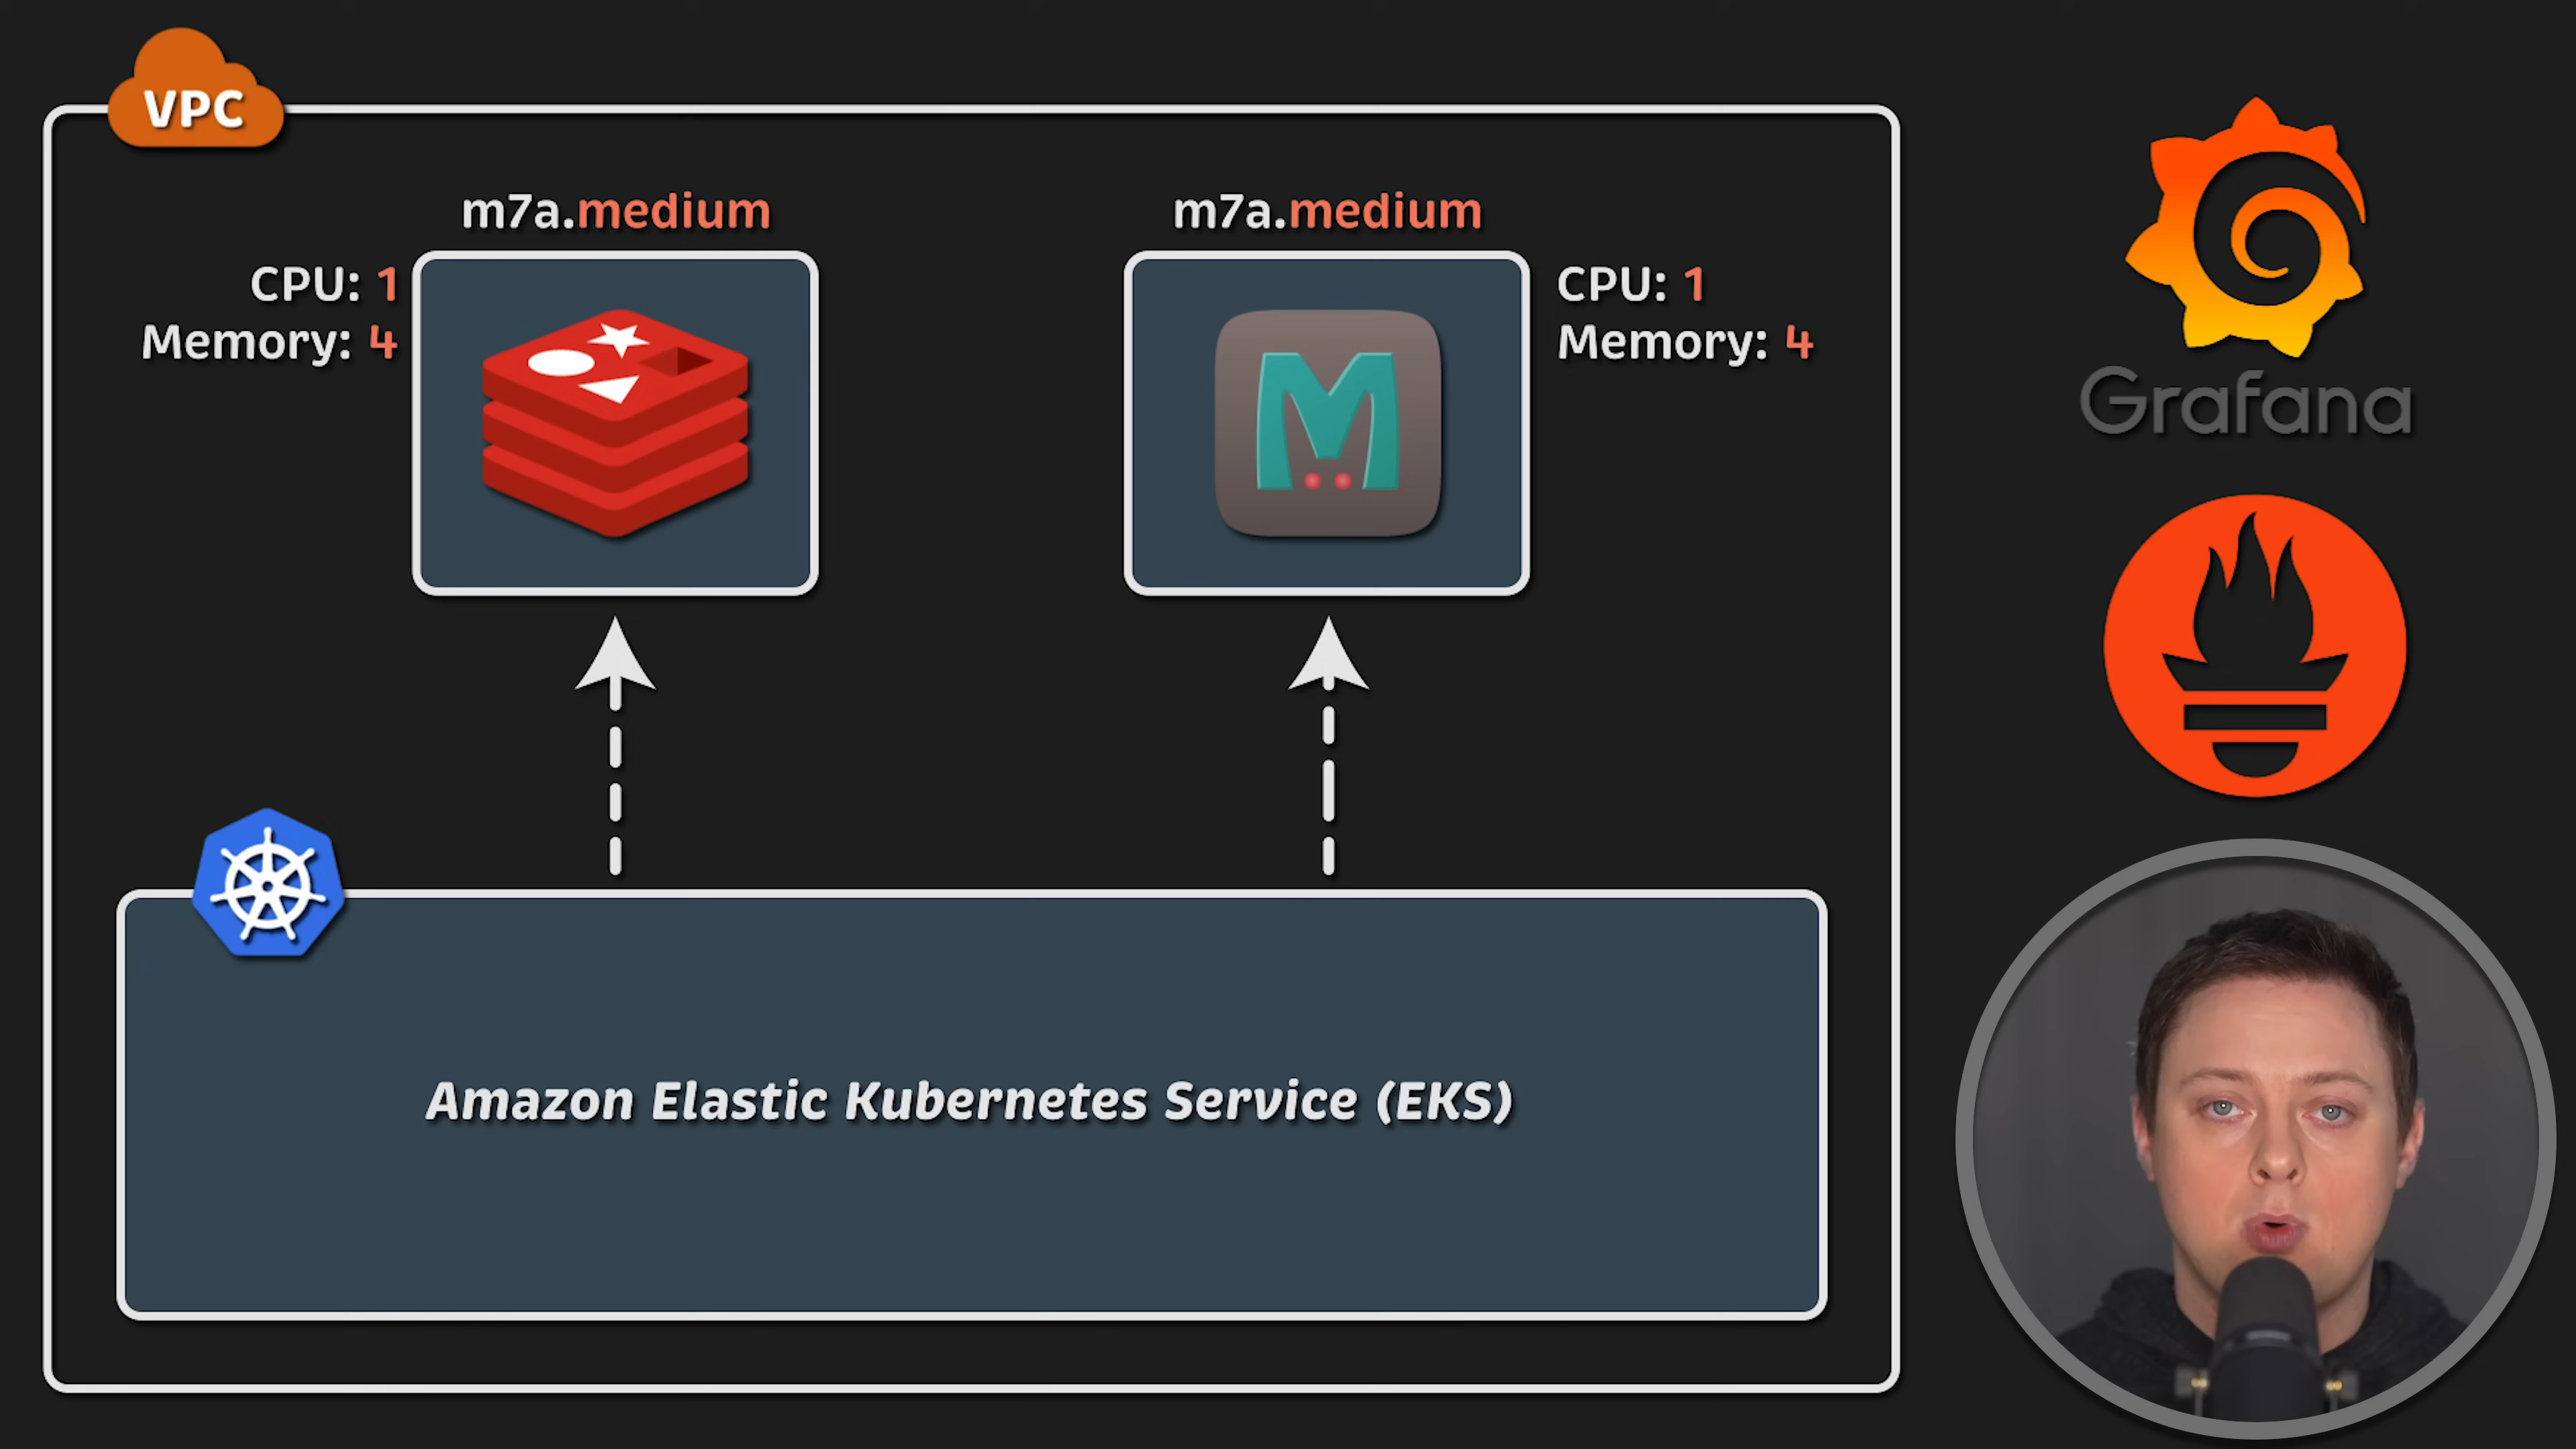 VPC
m7a.medium
CPU: 1
Memory: 4
m7a.medium
CPU: 1
Memory: 4
Grafana
Amazon Elastic Kubernetes Service (EKS)